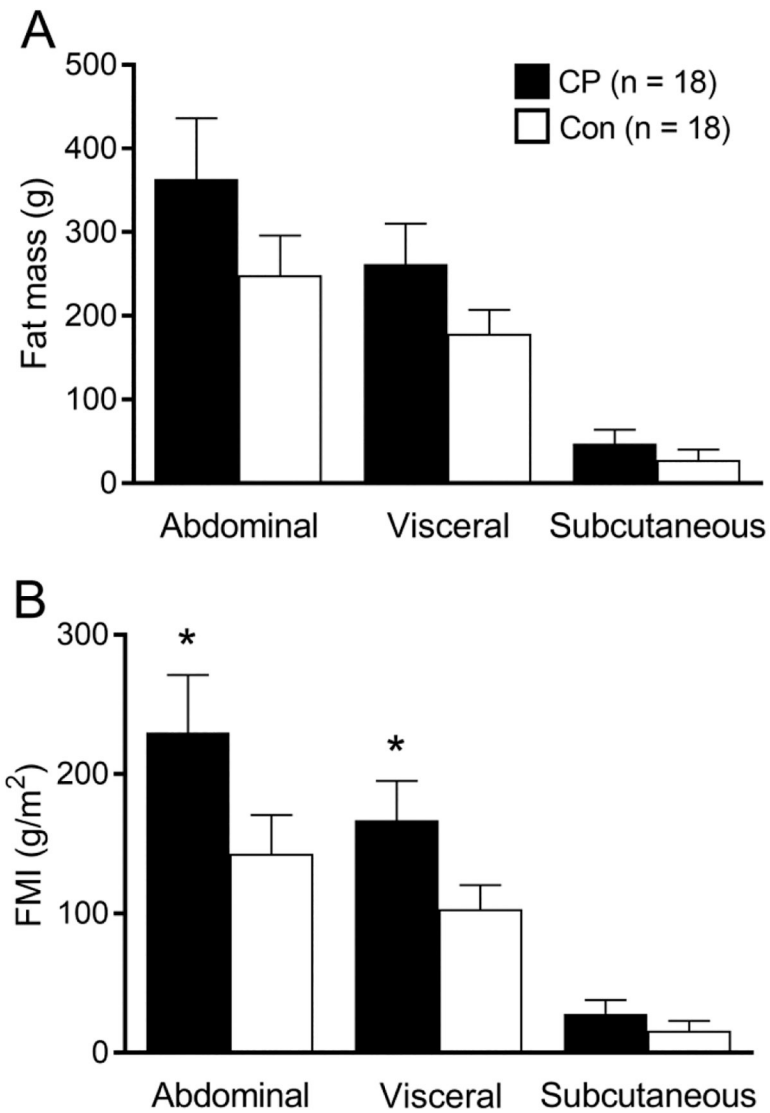 A
500
400
300
200
100
0
Fat mass (g)
CP (n = 18)
Con (n = 18)
Abdominal Visceral Subcutaneous
B
300
200
100
0
FMI (g/m²)
*
*
Abdominal Visceral Subcutaneous